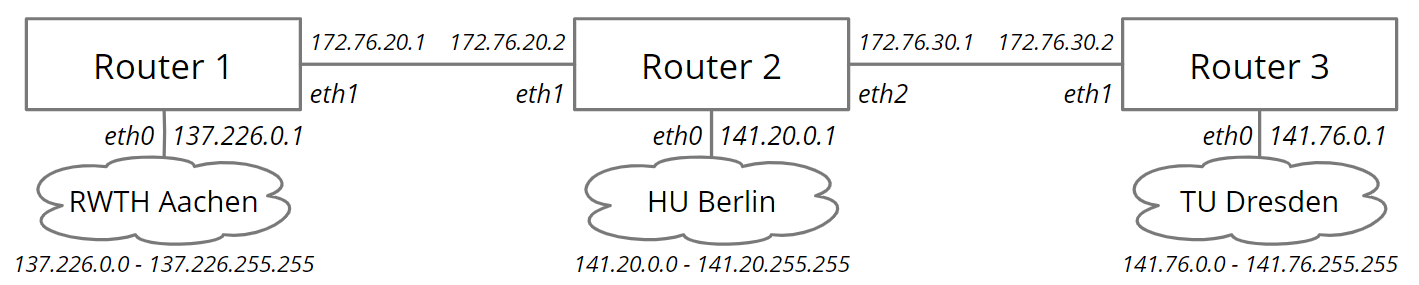 172.76.20.1 172.76.20.2 172.76.30.1 172.76.30.2
Router 1 Router 2 Router 3
eth1 eth1 eth2 eth1
eth0 137.226.0.1 eth0 141.20.0.1 eth0 141.76.0.1
RWTH Aachen HU Berlin TU Dresden
137.226.0.0 - 137.226.255.255 141.20.0.0 - 141.20.255.255 141.76.0.0 - 141.76.255.255